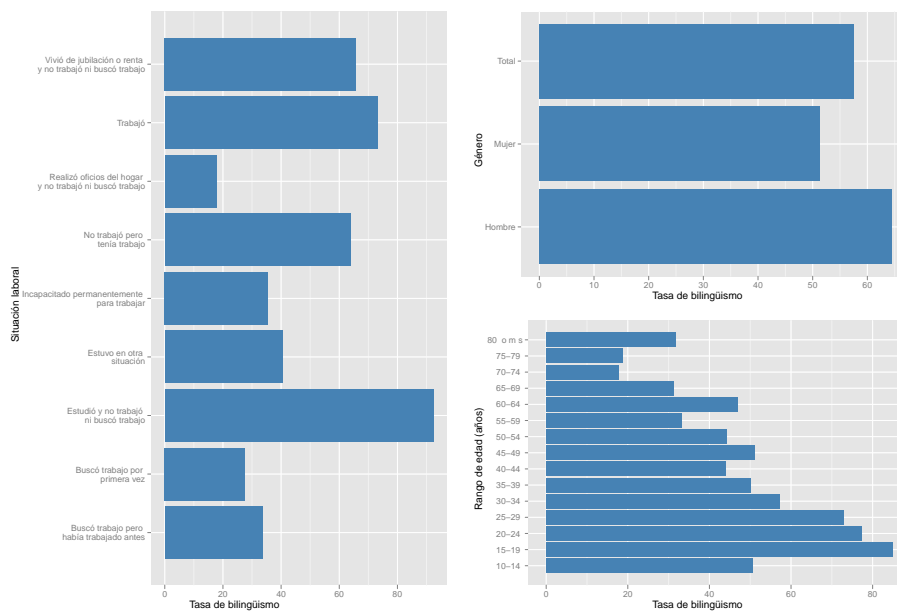 Situación laboral
Vivió de jubilación o renta
y no trabajó ni buscó trabajo
Trabajó
Realizó oficios del hogar
y no trabajó ni buscó trabajo
No trabajó pero
tenía trabajo
Incapacitado permanentemente
para trabajar
Estuvo en otra
situación
Estudió y no trabajó
ni buscó trabajo
Buscó trabajo por
primera vez
Buscó trabajo pero
había trabajado antes
0 20 40 60 80
Tasa de bilingüismo
Género
Total
Mujer
Hombre
0 10 20 30 40 50 60
Tasa de bilingüismo
Rango de edad (años)
80 o m s
75–79
70–74
65–69
60–64
55–59
50–54
45–49
40–44
35–39
30–34
25–29
20–24
15–19
10–14
0 20 40 60 80
Tasa de bilingüismo